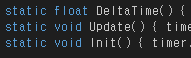 static float DeltaTime() {
static void Update() { time
static void Init() { timer.